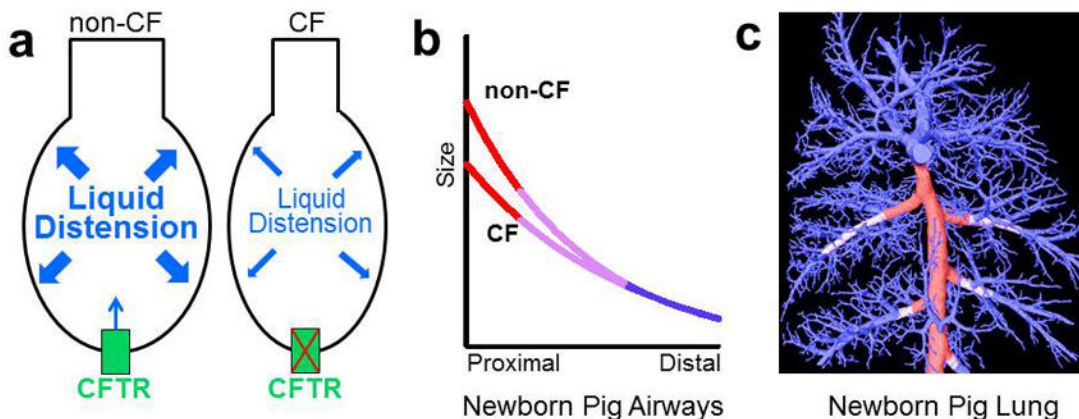 a
non-CF
CF
Liquid
Distension
CFTR
Liquid
Distension
CFTR
b
Size
non-CF
CF
Proximal
Distal
Newborn Pig Airways
c
Newborn Pig Lung